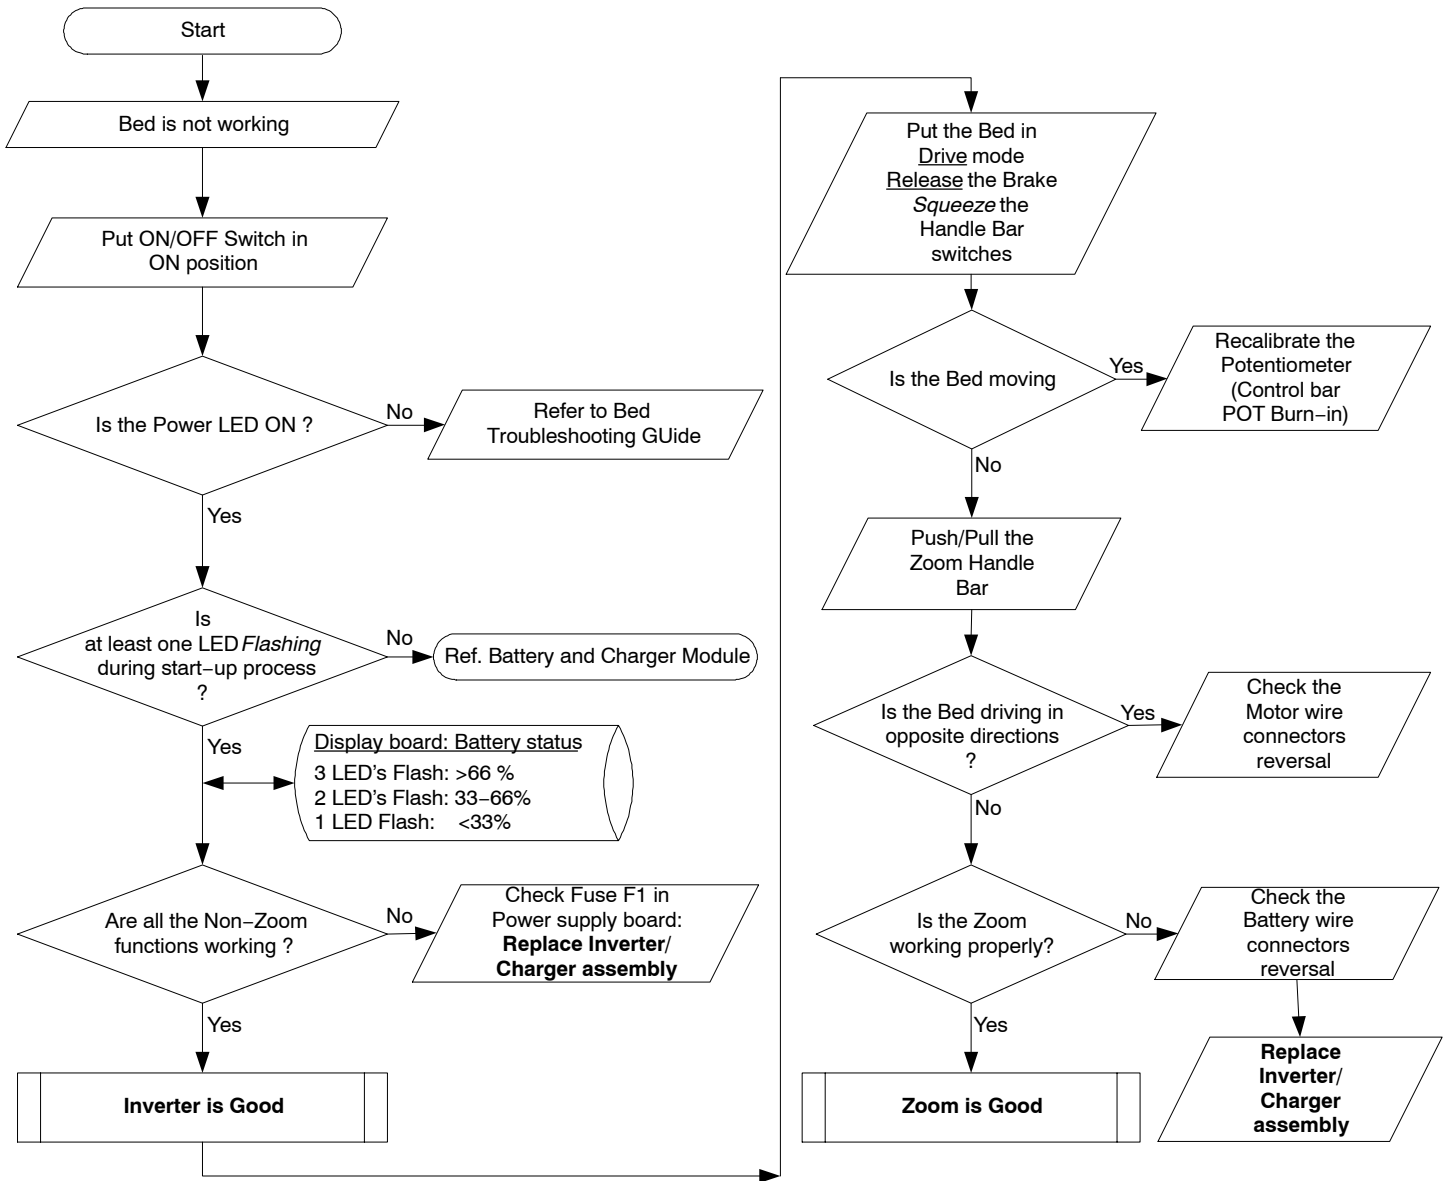 Start
Bed is not working
Put ON/OFF Switch in
ON position
Is the Power LED ON ?
No
Refer to Bed
Troubleshooting GUide
Yes
Is
at least one LED Flashing
during start−up process
?
No
Ref. Battery and Charger Module
Yes
Display board: Battery status
3 LED's Flash: >66 %
2 LED's Flash: 33−66%
1 LED Flash: <33%
Are all the Non−Zoom
functions working ?
No
Check Fuse F1 in
Power supply board:
Replace Inverter/
Charger assembly
Yes
Inverter is Good
Put the Bed in
Drive mode
Release the Brake
Squeeze the
Handle Bar
switches
Is the Bed moving
Yes
Recalibrate the
Potentiometer
(Control bar
POT Burn−in)
No
Push/Pull the
Zoom Handle
Bar
Is the Bed driving in
opposite directions
?
Yes
Check the
Motor wire
connectors
reversal
No
Is the Zoom
working properly?
No
Check the
Battery wire
connectors
reversal
Replace
Inverter/
Charger
assembly
Yes
Zoom is Good